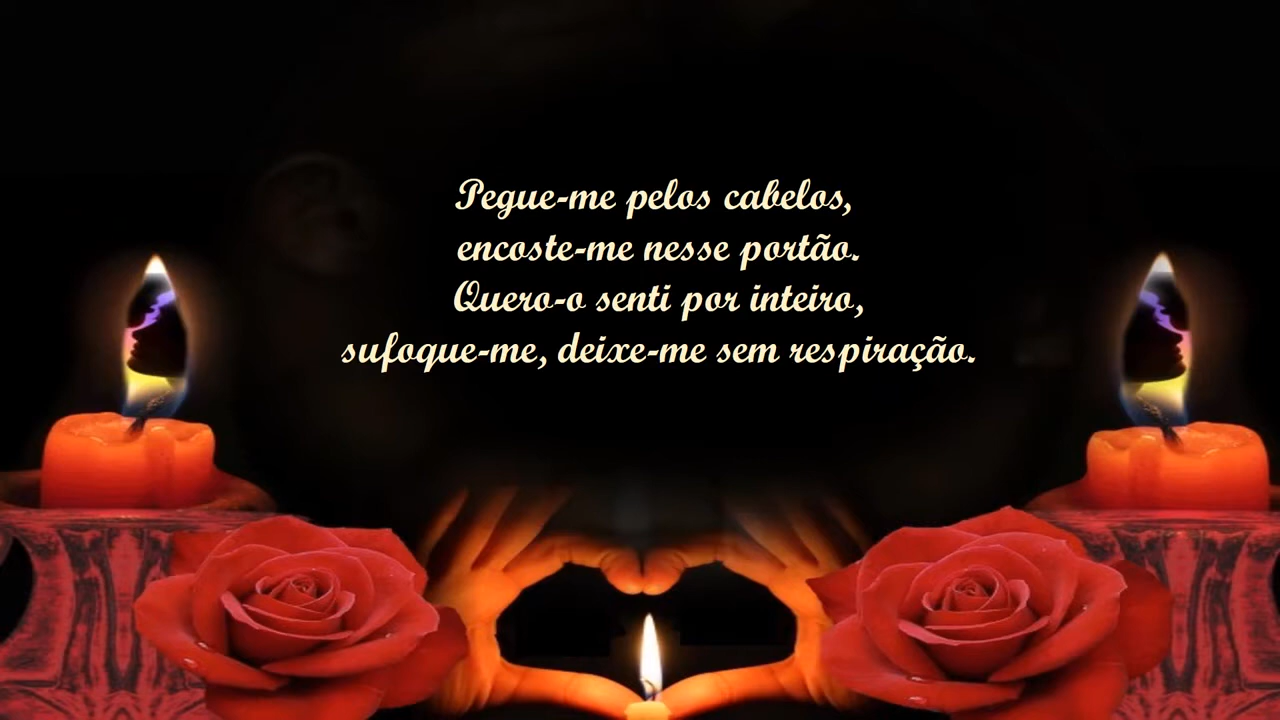 Pegue-me pelos cabelos,
encoste-me nesse portão.
Quero-o senti por inteiro,
sufoque-me, deixe-me sem respiração.